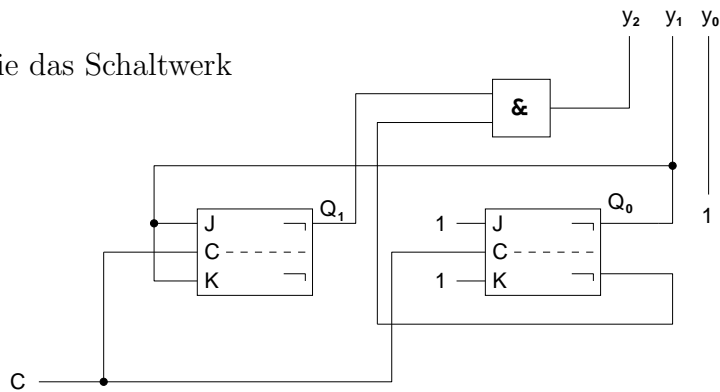 y₂ y₁ y₀
ie das Schaltwerk
&
Q₁ Q₀
J 1 J 1
C C
K 1 K
C